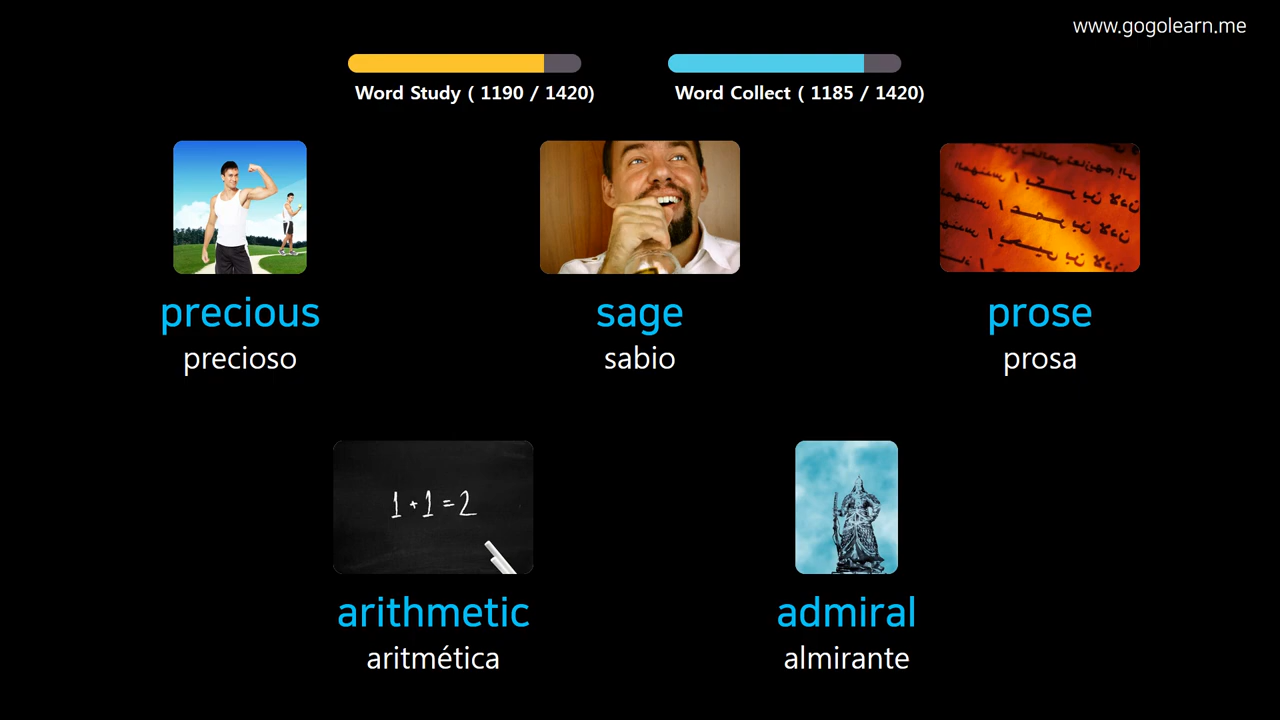 www.gogolearn.me
Word Study ( 1190 / 1420)
Word Collect ( 1185 / 1420)
precious
precioso
sage
sabio
prose
prosa
1+1=2
arithmetic
aritmética
admiral
almirante